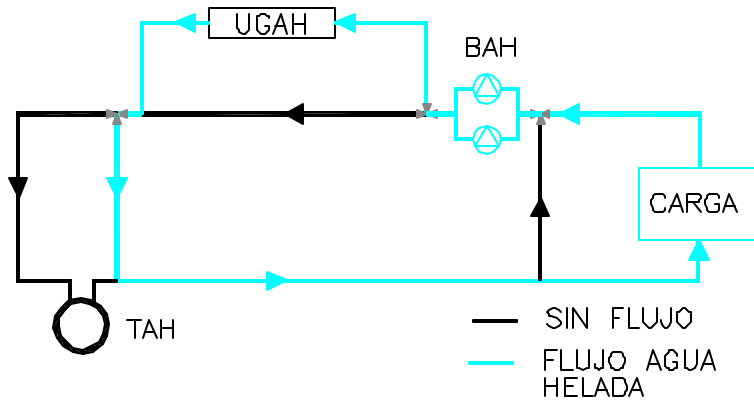 UGAH
BAH
CARGA
TAH
SIN FLUJO
FLUJO AGUA
HELADA